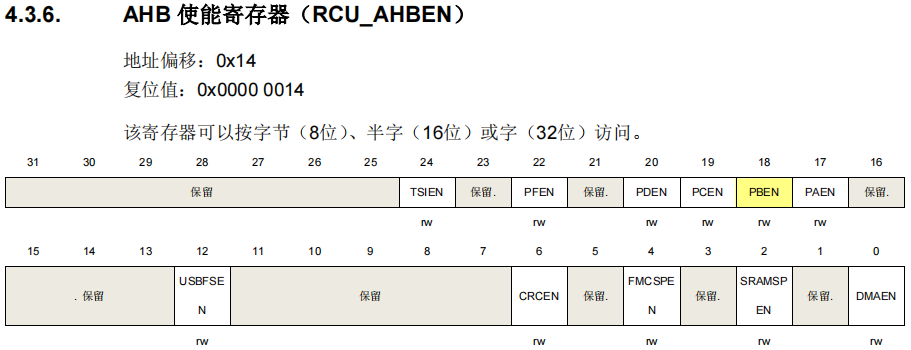 4.3.6. AHB 使能寄存器（RCU_AHBEN）
地址偏移：0x14
复位值：0x0000 0014
该寄存器可以按字节（8位）、半字（16位）或字（32位）访问。
31 30 29 28 27 26 25 24 23 22 21 20 19 18 17 16
保留 TSIEN 保留. PFEN 保留. PDEN PCEN PBEN PAEN 保留.
rw rw rw rw rw rw
15 14 13 12 11 10 9 8 7 6 5 4 3 2 1 0
. 保留 USBFSE 保留 CRCEN 保留. FMCSPE 保留. SRAMSP 保留. DMAEN
N N EN
rw rw rw rw rw